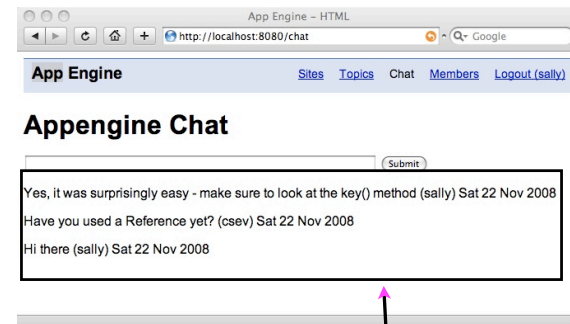 App Engine – HTML
http://localhost:8080/chat
Google
App Engine Sites Topics Chat Members Logout (sally)
Appengine Chat
Submit
Yes, it was surprisingly easy - make sure to look at the key() method (sally) Sat 22 Nov 2008
Have you used a Reference yet? (csev) Sat 22 Nov 2008
Hi there (sally) Sat 22 Nov 2008